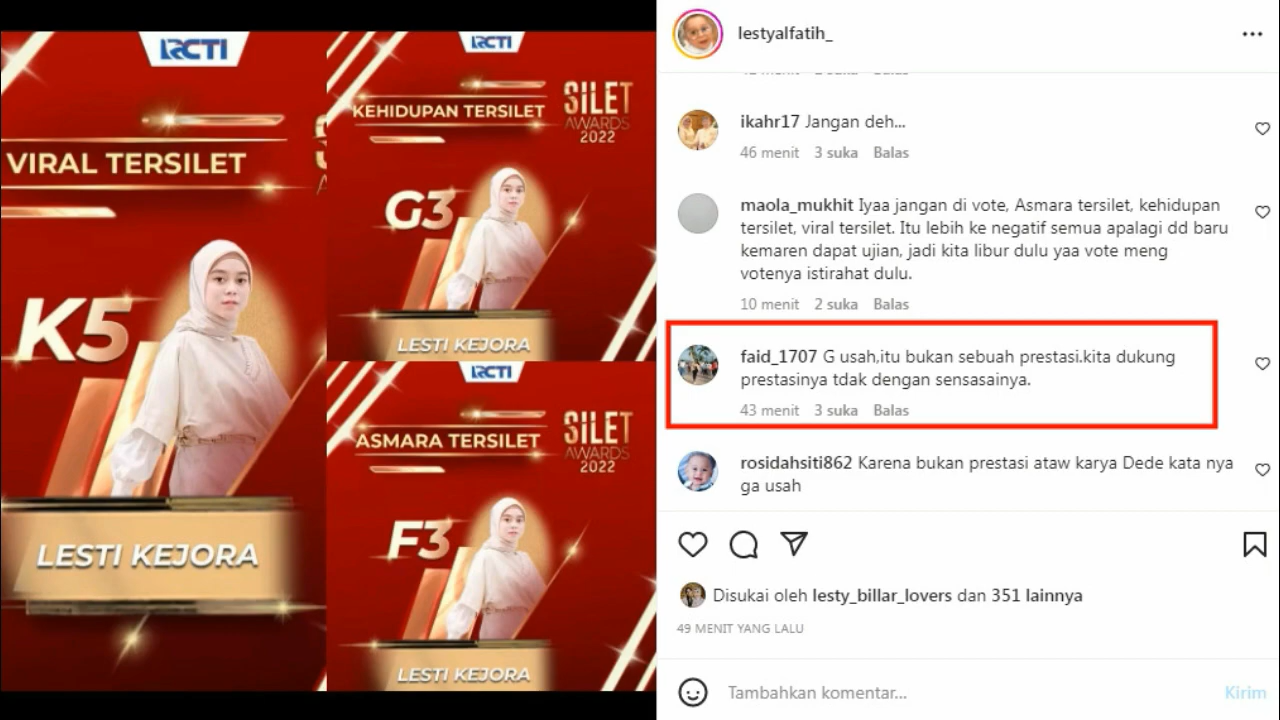 RCTI
VIRAL TERSILET
K5
LESTI KEJORA
RCTI
KEHIDUPAN TERSILET
SILET
AWARDS
2022
G3
LESTI KEJORA
RCTI
ASMARA TERSILET
SILET
AWARDS
2022
F3
LESTI KEJORA
lestyalfatih_
ikahr17 Jangan deh...
46 menit 3 suka Balas
maola_mukhit Iyaa jangan di vote, Asmara tersilet, kehidupan
tersilet, viral tersilet. Itu lebih ke negatif semua apalagi dd baru
kemaren dapat ujian, jadi kita libur dulu yaa vote meng
votenya istirahat dulu.
10 menit 2 suka Balas
faid_1707 G usah,itu bukan sebuah prestasi.kita dukung
prestasinya tdak dengan sensasainya.
43 menit 3 suka Balas
rosidahsiti862 Karena bukan prestasi ataw karya Dede kata nya
ga usah
Disukai oleh lesty_billar_lovers dan 351 lainnya
49 MENIT YANG LALU
Tambahkan komentar...
Kirim